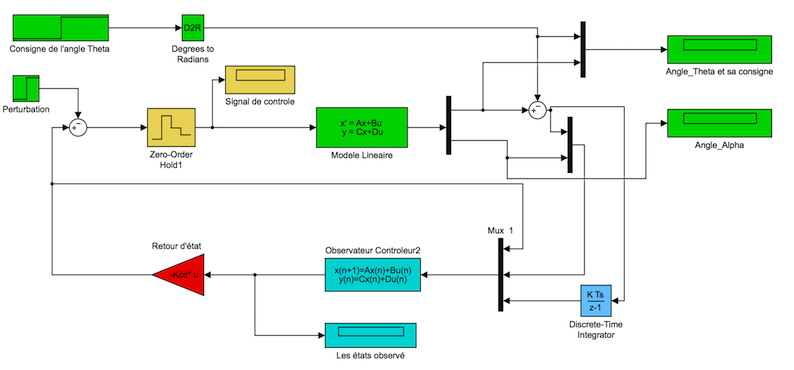 D2R
Consigne de l'angle Theta
Degrees to
Radians
Angle_Theta et sa consigne
Signal de controle
Perturbation
Zero-Order
Hold1
x' = Ax+Bu
y = Cx+Du
Modele Lineaire
Angle_Alpha
Mux 1
Retour d'état
-Kcd* u
Observateur Controleur2
x(n+1)=Ax(n)+Bu(n)
y(n)=Cx(n)+Du(n)
K Ts
z-1
Discrete-Time
Integrator
Les états observé